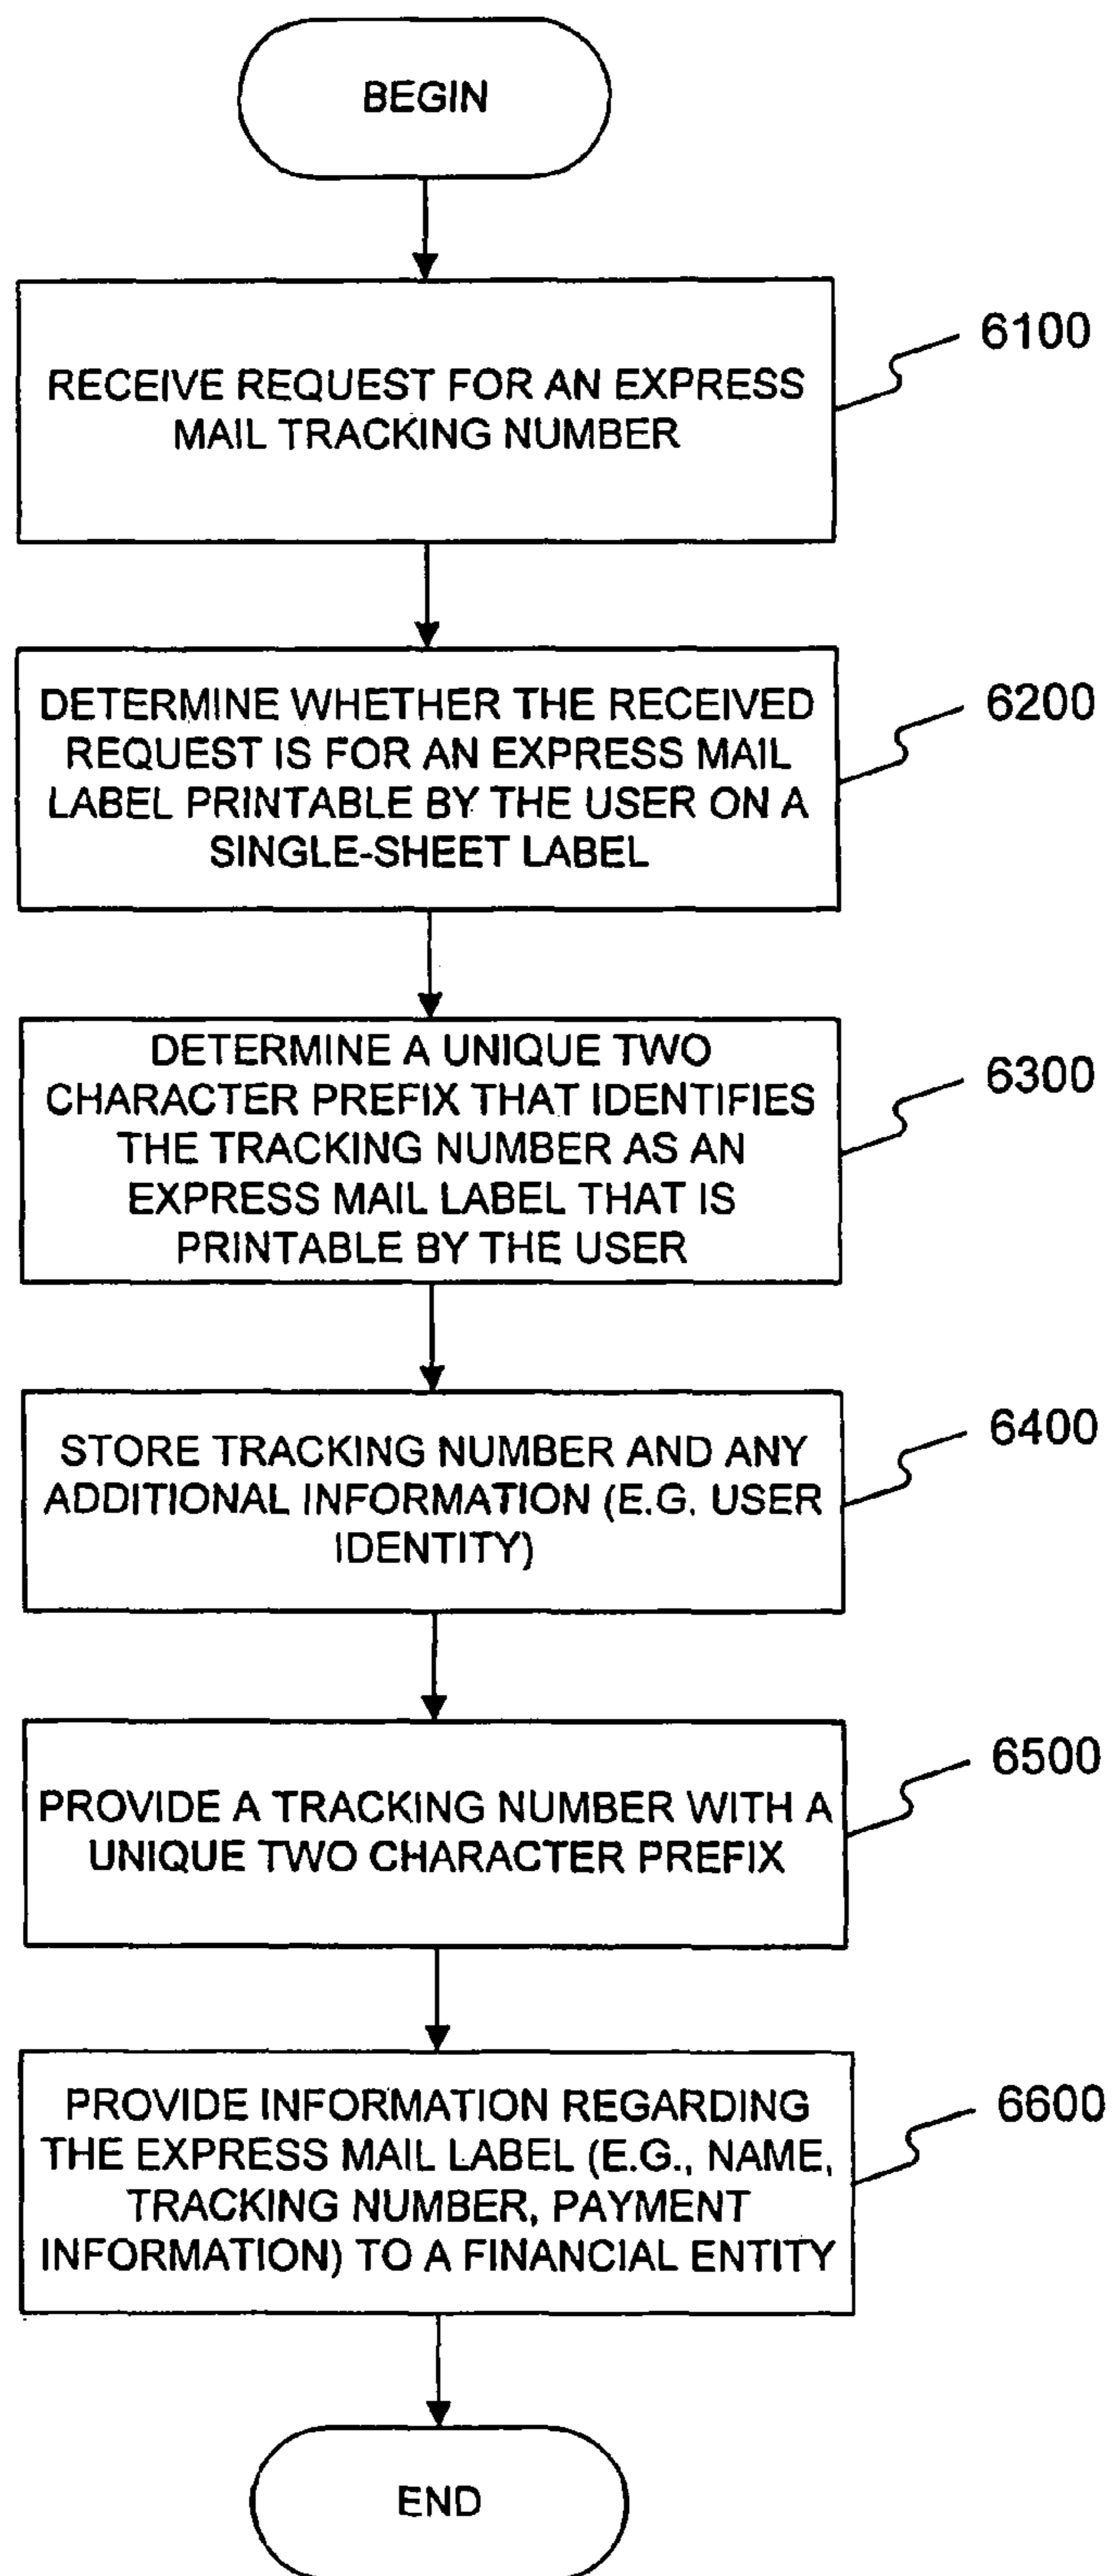 BEGIN
RECEIVE REQUEST FOR AN EXPRESS
MAIL TRACKING NUMBER
6100
DETERMINE WHETHER THE RECEIVED
REQUEST IS FOR AN EXPRESS MAIL
LABEL PRINTABLE BY THE USER ON A
SINGLE-SHEET LABEL
6200
DETERMINE A UNIQUE TWO
CHARACTER PREFIX THAT IDENTIFIES
THE TRACKING NUMBER AS AN
EXPRESS MAIL LABEL THAT IS
PRINTABLE BY THE USER
6300
STORE TRACKING NUMBER AND ANY
ADDITIONAL INFORMATION (E.G. USER
IDENTITY)
6400
PROVIDE A TRACKING NUMBER WITH A
UNIQUE TWO CHARACTER PREFIX
6500
PROVIDE INFORMATION REGARDING
THE EXPRESS MAIL LABEL (E.G., NAME,
TRACKING NUMBER, PAYMENT
INFORMATION) TO A FINANCIAL ENTITY
6600
END